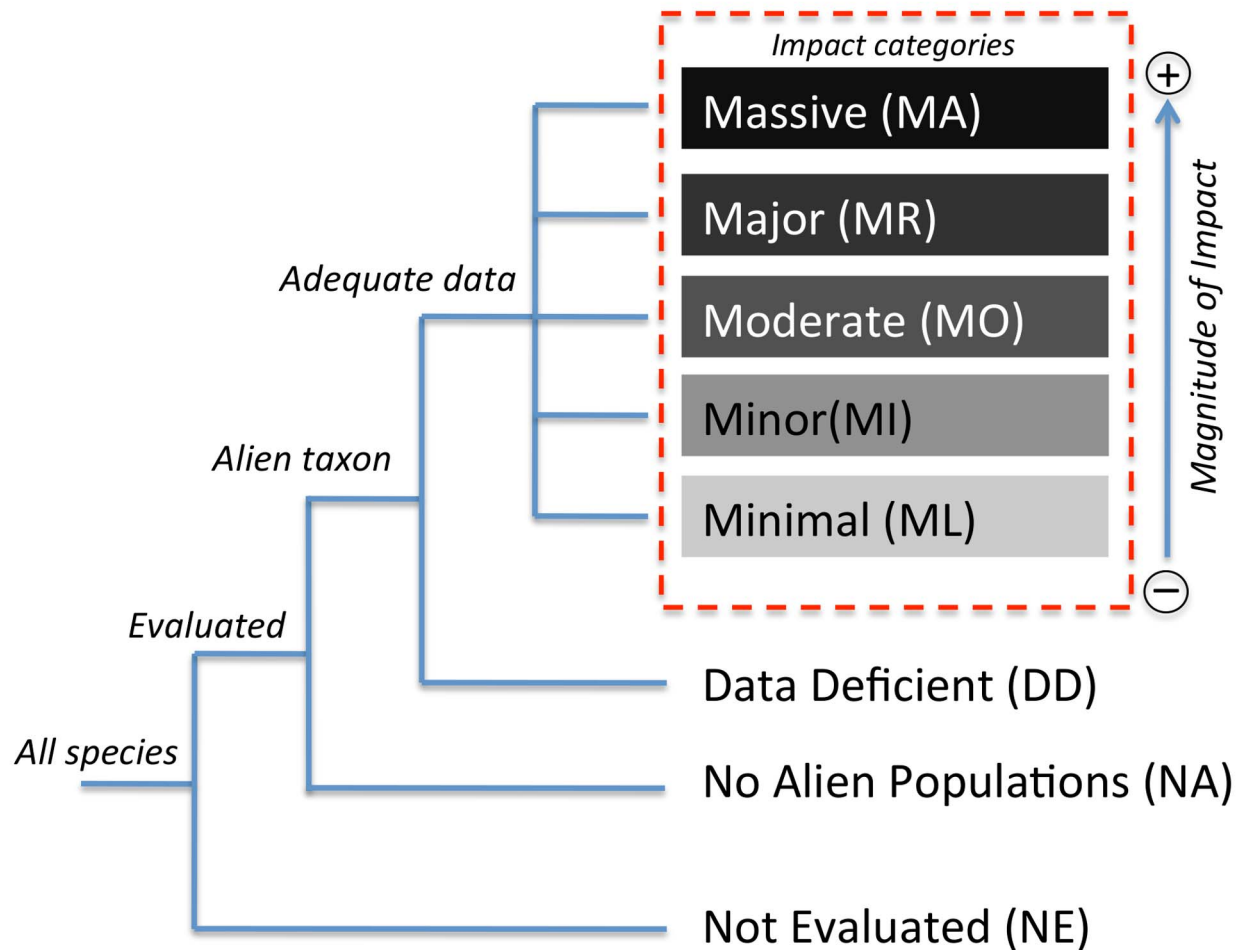 Impact categories
Massive (MA)
Major (MR)
Moderate (MO)
Minor(MI)
Minimal (ML)
+
Magnitude of Impact
−
Adequate data
Alien taxon
Evaluated
All species
Data Deficient (DD)
No Alien Populations (NA)
Not Evaluated (NE)